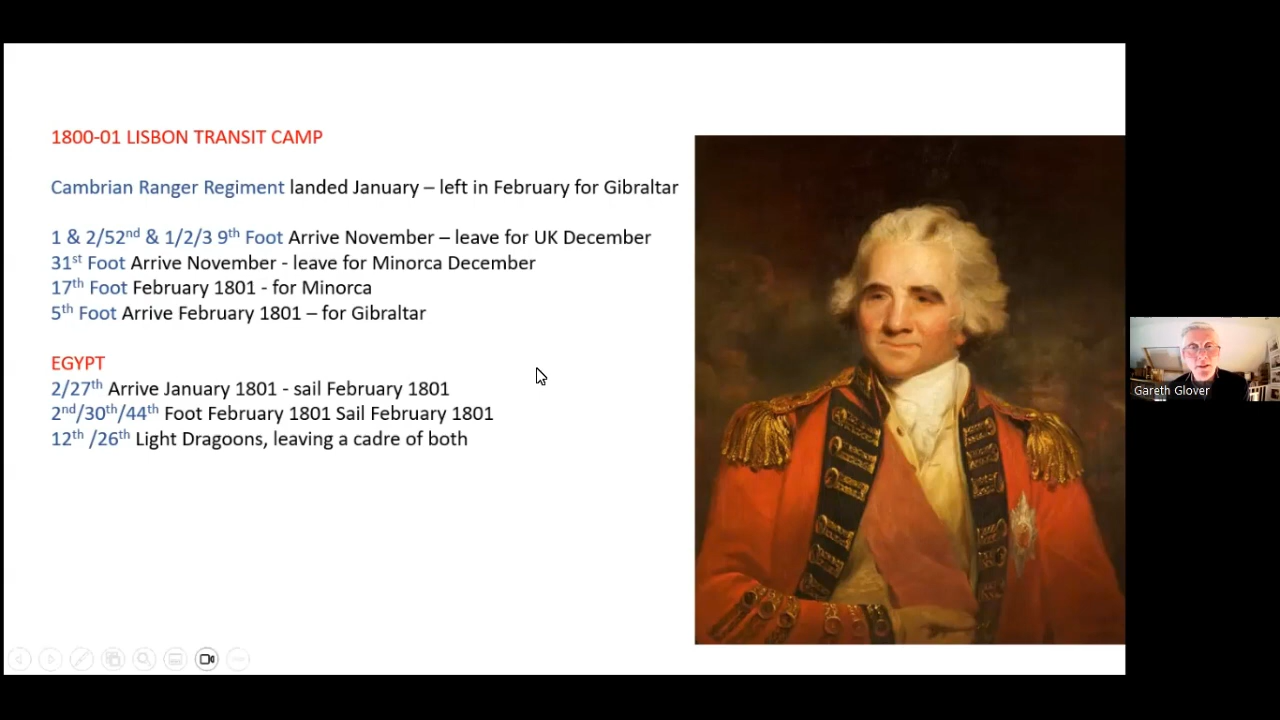 1800-01 LISBON TRANSIT CAMP
Cambrian Ranger Regiment landed January – left in February for Gibraltar
1 & 2/52nd & 1/2/3 9th Foot Arrive November – leave for UK December
31st Foot Arrive November - leave for Minorca December
17th Foot February 1801 - for Minorca
5th Foot Arrive February 1801 – for Gibraltar
EGYPT
2/27th Arrive January 1801 - sail February 1801
2nd/30th/44th Foot February 1801 Sail February 1801
12th /26th Light Dragoons, leaving a cadre of both
Gareth Glover